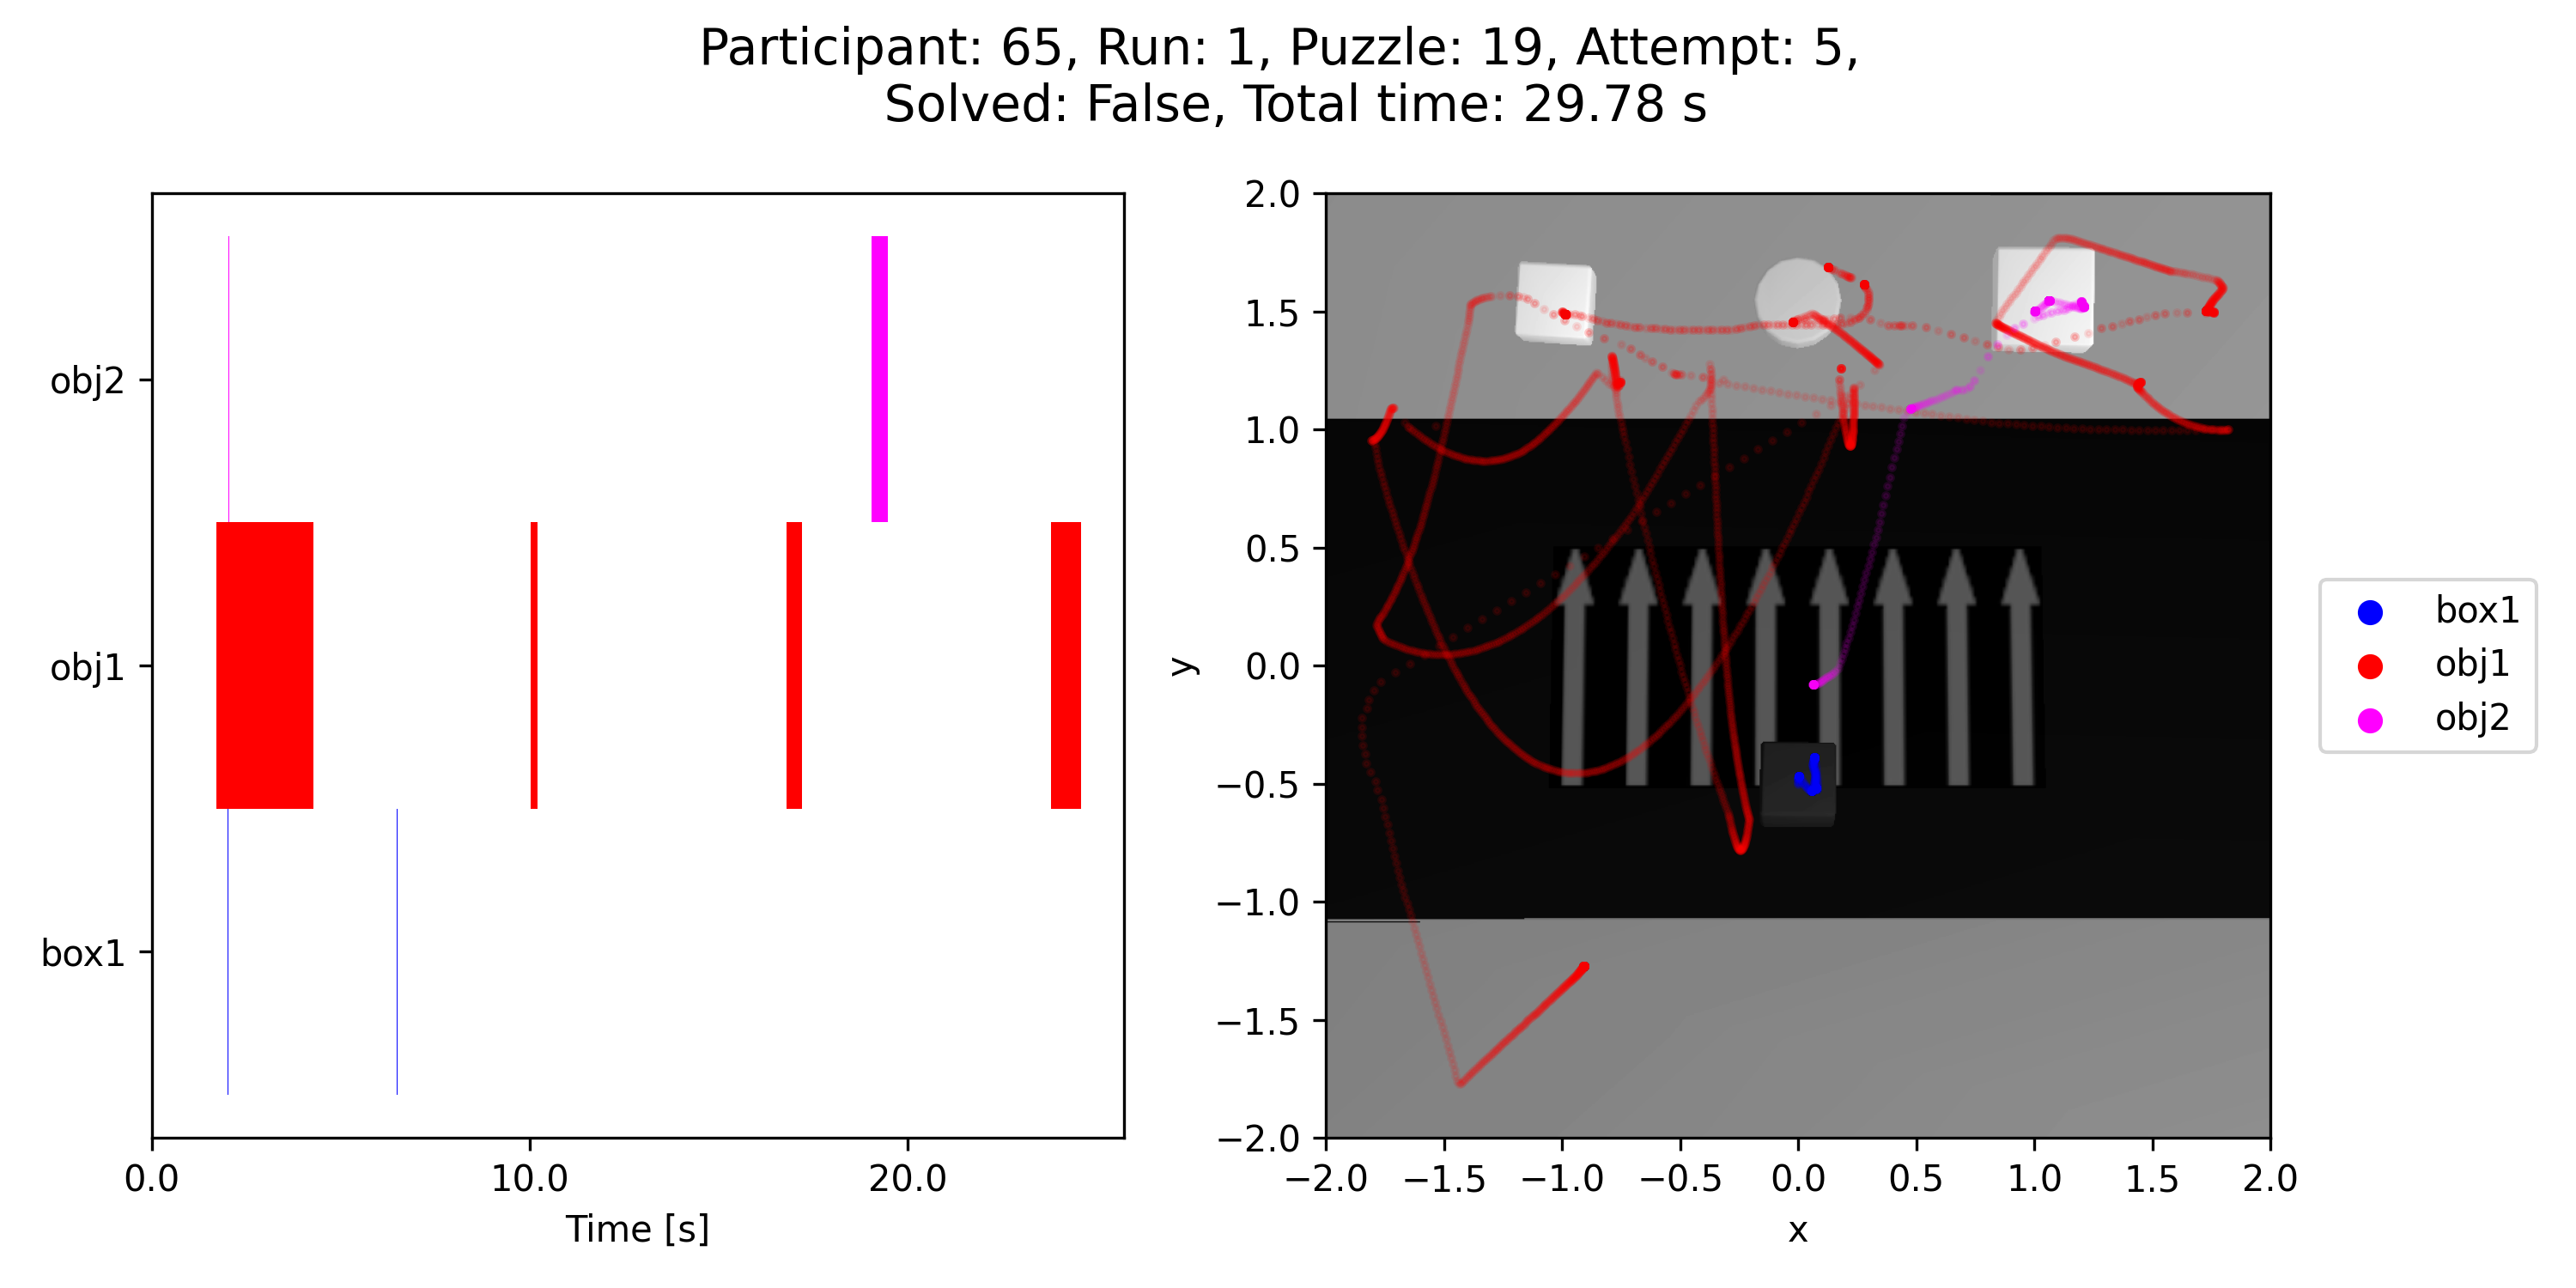 Participant: 65, Run: 1, Puzzle: 19, Attempt: 5,
Solved: False, Total time: 29.78 s
obj2
obj1
box1
0.0 10.0 20.0
Time [s]
2.0
1.5
1.0
0.5
0.0
−0.5
−1.0
−1.5
−2.0
y
−2.0 −1.5 −1.0 −0.5 0.0 0.5 1.0 1.5 2.0
x
box1
obj1
obj2